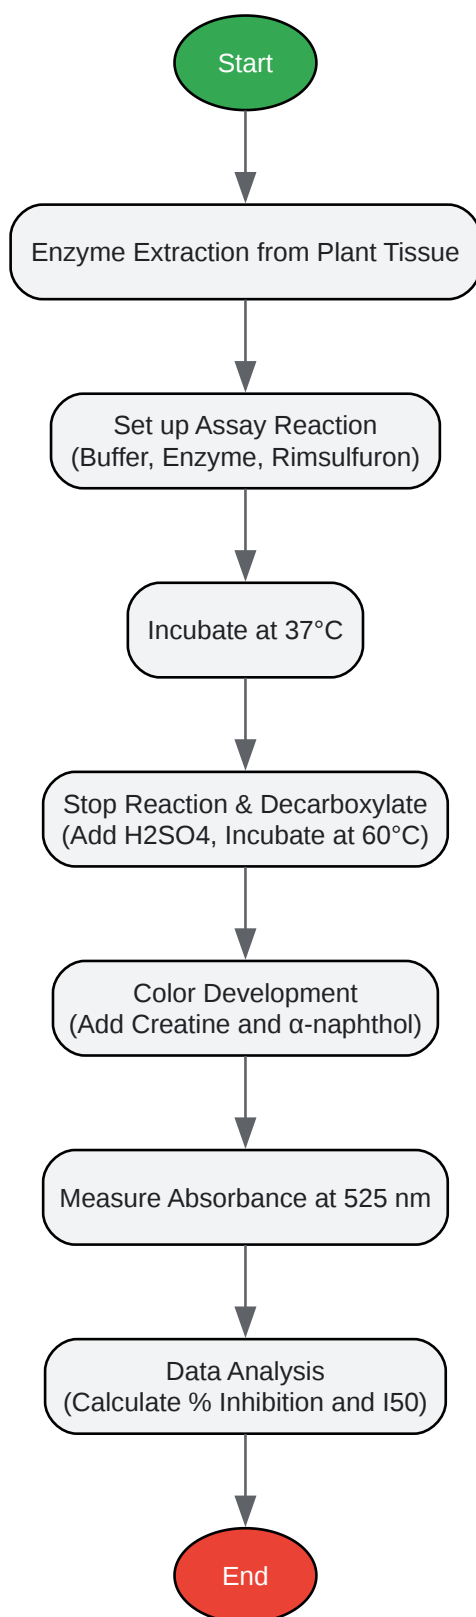 Start
Enzyme Extraction from Plant Tissue
Set up Assay Reaction
(Buffer, Enzyme, Rimsulfuron)
Incubate at 37°C
Stop Reaction & Decarboxylate
(Add H2SO4, Incubate at 60°C)
Color Development
(Add Creatine and α-naphthol)
Measure Absorbance at 525 nm
Data Analysis
(Calculate % Inhibition and I50)
End